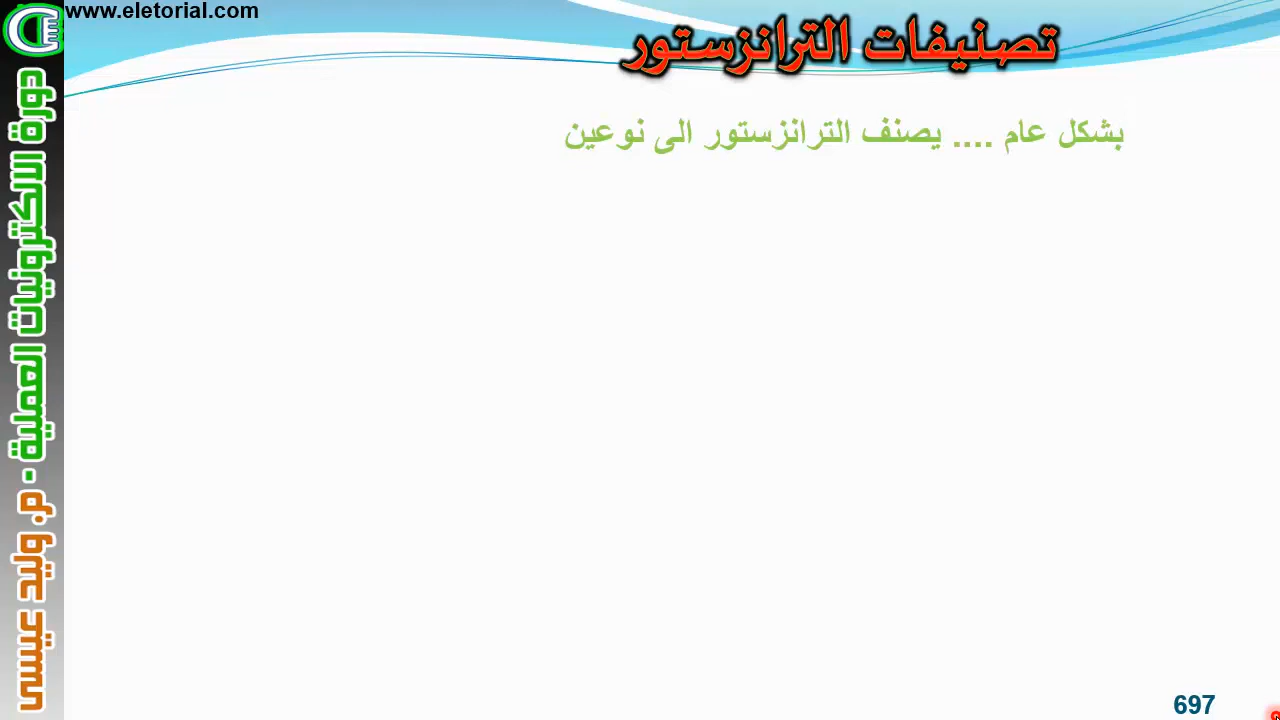 www.eletorial.com
تصنيفات الترانزستور
بشكل عام .... يصنف الترانزستور الى نوعين
دورة الالكترونيات العملية - م. وليد عيسى
697